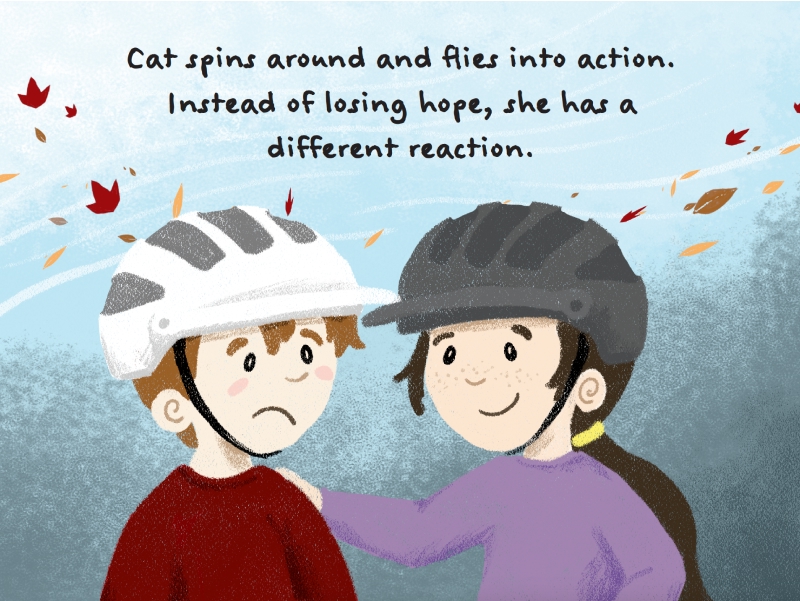 Cat spins around and flies into action.
Instead of losing hope, she has a
different reaction.